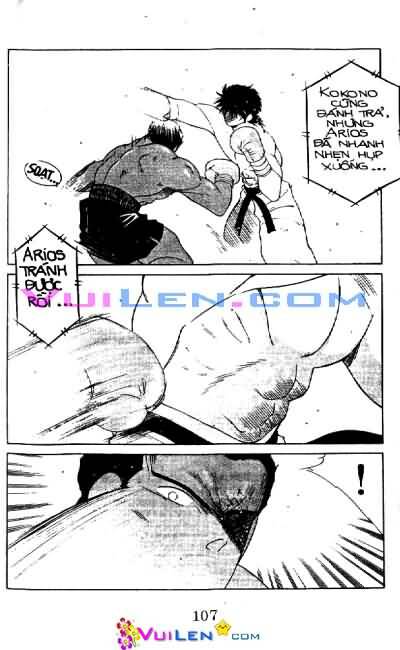 KOKONO
CŨNG
ĐÁNH TRẢ,
NHƯNG
ARIOS
ĐÃ NHANH
NHẸN HỤP
XUỐNG...
SOẠT...
ARIOS
TRÁNH
ĐƯỢC
RỒI...
VUILEN.COM
!
107
VUILEN.COM